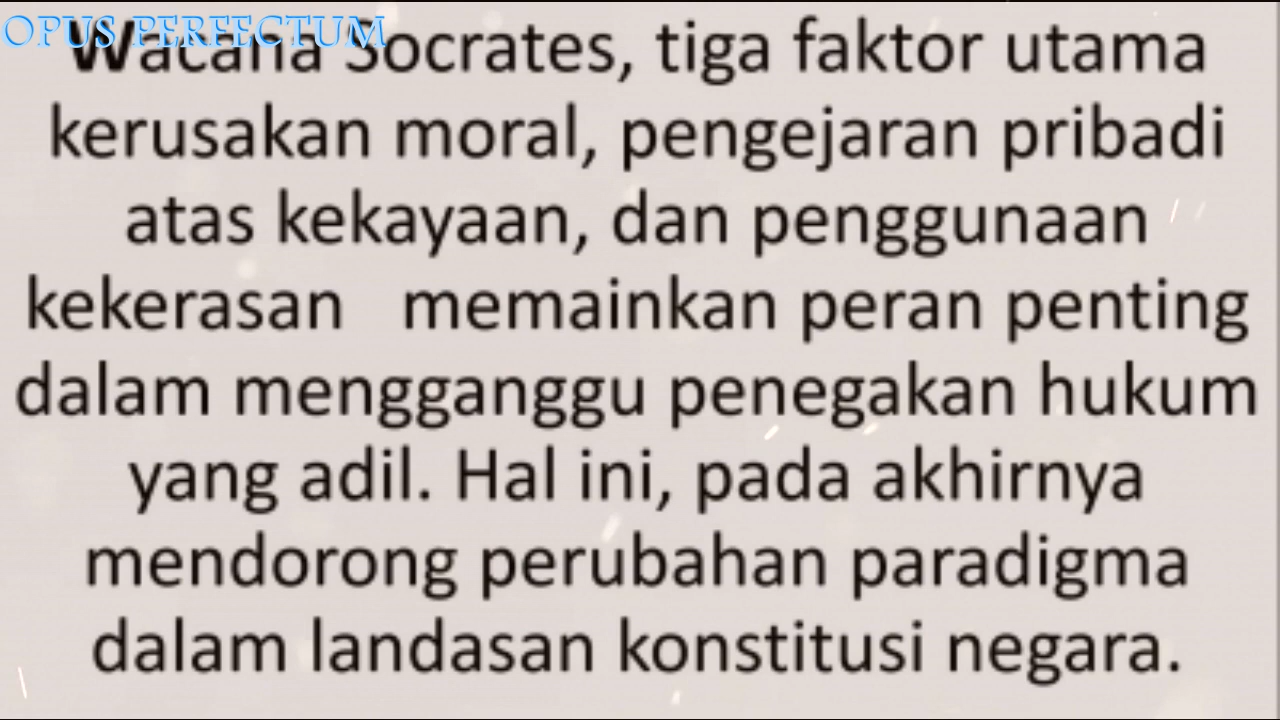 OPUS PERFECTUM
Wacana Socrates, tiga faktor utama
kerusakan moral, pengejaran pribadi
atas kekayaan, dan penggunaan
kekerasan memainkan peran penting
dalam mengganggu penegakan hukum
yang adil. Hal ini, pada akhirnya
mendorong perubahan paradigma
dalam landasan konstitusi negara.